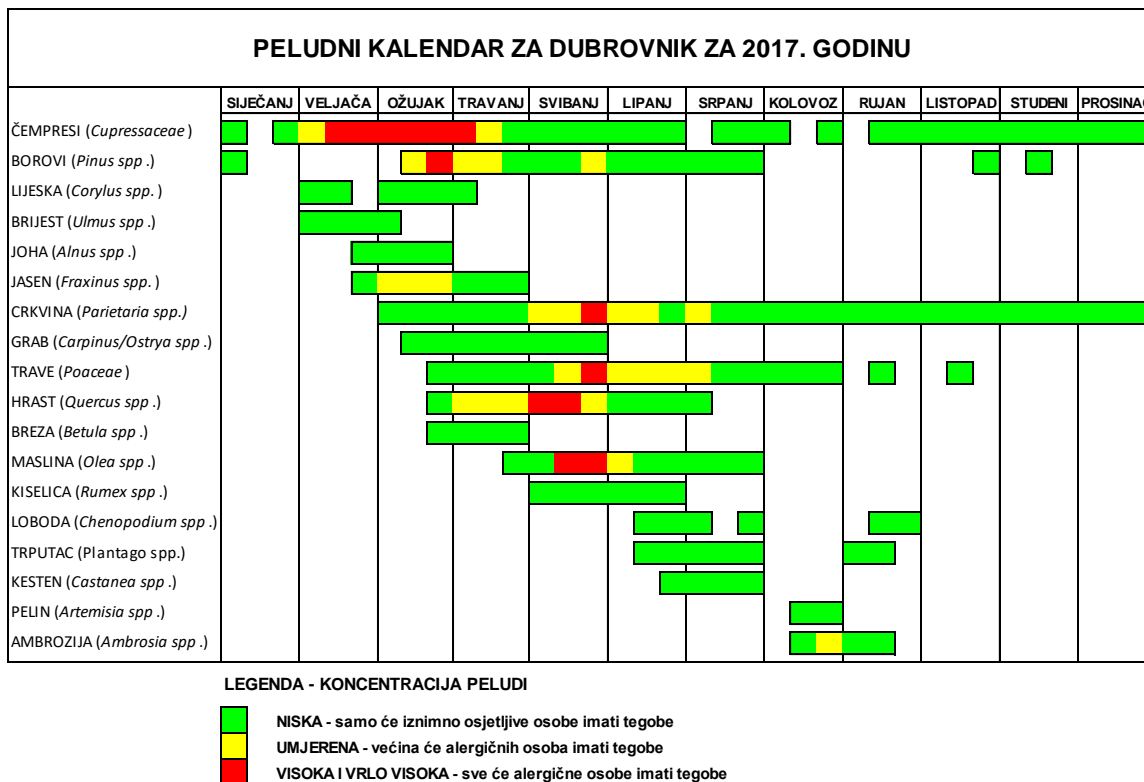 PELUDNI KALENDAR ZA DUBROVNIK ZA 2017. GODINU
SIJEČANJ VELJAČA OŽUJAK TRAVANJ SVIBANJ LIPANJ SRPANJ KOLOVOZ RUJAN LISTOPAD STUDENI PROSINAC
ČEMPRESI (Cupressaceae )
BOROVI (Pinus spp .)
LIJESKA (Corylus spp. )
BRIJEST (Ulmus spp .)
JOHA (Alnus spp .)
JASEN (Fraxinus spp. )
CRKVINA (Parietaria spp.)
GRAB (Carpinus/Ostrya spp .)
TRAVE (Poaceae )
HRAST (Quercus spp .)
BREZA (Betula spp .)
MASLINA (Olea spp .)
KISELICA (Rumex spp .)
LOBODA (Chenopodium spp .)
TRPUTAC (Plantago spp.)
KESTEN (Castanea spp .)
PELIN (Artemisia spp .)
AMBROZIJA (Ambrosia spp .)
LEGENDA - KONCENTRACIJA PELUDI
NISKA - samo će iznimno osjetljive osobe imati tegobe
UMJERENA - većina će alergičnih osoba imati tegobe
VISOKA I VRLO VISOKA - sve će alergične osobe imati tegobe